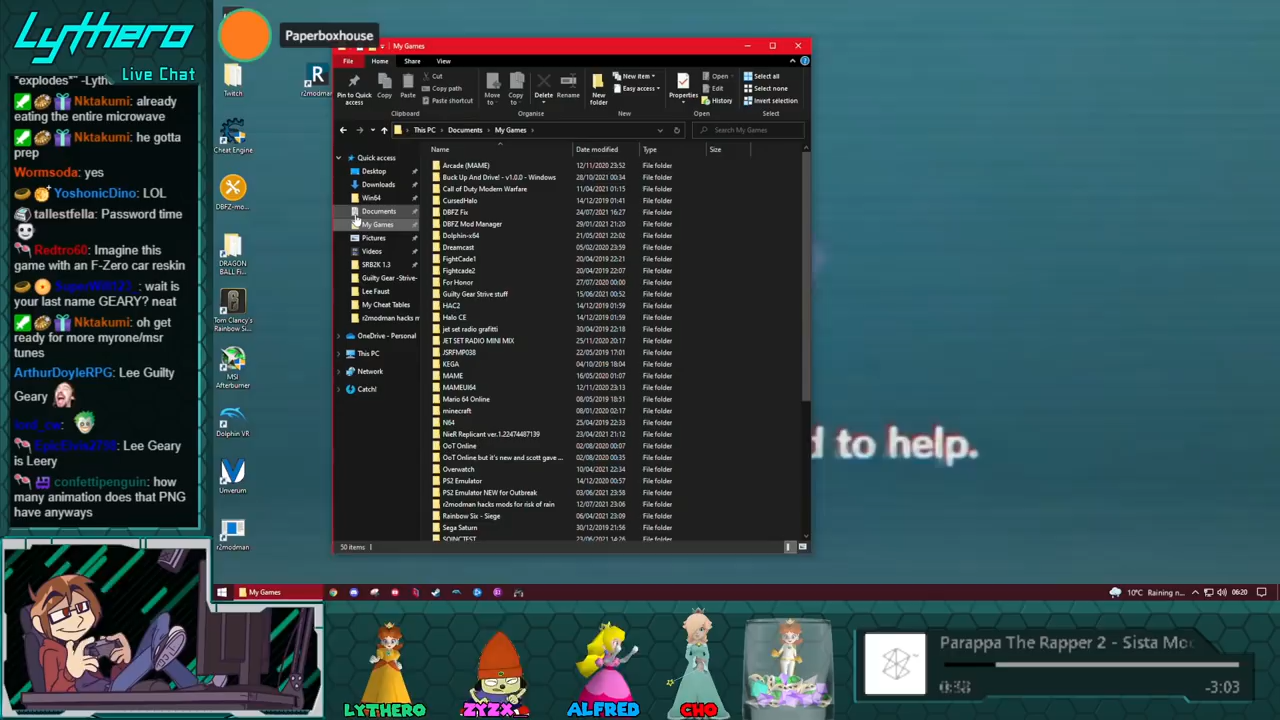 Lythero
Live Chat
Paperboxhouse
*explodes*" -Lythero
Nktakumi: already
eating the entire microwave
Nktakumi: he gotta
prep
Wormsoda: yes
YoshonicDino: LOL
tallestfella: Password time
Redtro60: Imagine this
game with an F-Zero car reskin
: wait is
your last name GEARY? neat
Nktakumi: oh get
ready for more myrone/msr
tunes
ArthurDoyleRPG: Lee Guilty
Geary
: Lee Geary
is Leery
confettipenguin: how
many animation does that PNG
have anyways
Twitch
r2modman
Cheat Engine
DBFZ-mo...
DRAGON
BALL Fi...
Tom Clancy's
Rainbow Si...
MSI
Afterburner
Dolphin VR
Unverum
r2modman
My Games
File Home Share View
Pin to Quick
access
Copy
Paste
Cut
Copy path
Paste shortcut
Move
to
Copy
to
Delete
Rename
New
folder
New item
Easy access
Properties
Open
Edit
History
Select all
Select none
Invert selection
Clipboard Organise New Open Select
This PC > Documents > My Games >
Search My Games
Name Date modified Type Size
Quick access
Desktop
Downloads
Win64
Documents
My Games
Pictures
Videos
SRB2K 1.3
Guilty Gear -Strive-
Lee Faust
My Cheat Tables
r2modman hacks m
OneDrive - Personal
This PC
Network
Catch!
Arcade (MAME) 12/11/2020 23:52 File folder
Buck Up And Drive! - v1.0.0 - Windows 28/10/2021 00:34 File folder
Call of Duty Modern Warfare 11/04/2021 01:15 File folder
CursedHalo 14/12/2019 01:41 File folder
DBFZ Fix 24/07/2021 16:27 File folder
DBFZ Mod Manager 29/01/2021 21:20 File folder
Dolphin-x64 21/05/2021 22:02 File folder
Dreamcast 05/02/2020 23:59 File folder
FightCade1 20/04/2019 22:21 File folder
Fightcade2 20/04/2019 22:07 File folder
For Honor 27/07/2020 00:00 File folder
Guilty Gear Strive stuff 15/06/2021 00:52 File folder
HAC2 14/12/2019 01:06 File folder
Halo CE 14/12/2019 01:59 File folder
jet set radio grafitti 30/04/2019 22:18 File folder
JET SET RADIO MINI MIX 25/11/2020 20:17 File folder
JSRFMP038 22/05/2019 17:01 File folder
KEGA 04/10/2019 18:04 File folder
MAME 16/05/2020 01:07 File folder
MAMEUI64 12/11/2020 23:13 File folder
Mario 64 Online 08/05/2019 18:51 File folder
minecraft 08/01/2020 02:17 File folder
N64 25/04/2019 22:33 File folder
NieR Replicant ver.1.22474487139 23/04/2021 21:12 File folder
OoT Online 02/08/2020 00:07 File folder
OoT Online but it's new and scott gave ... 02/08/2020 00:35 File folder
Overwatch 10/04/2021 22:34 File folder
PS2 Emulator 14/12/2020 00:57 File folder
PS2 Emulator NEW for Outbreak 03/06/2021 23:58 File folder
r2modman hacks mods for risk of rain 12/07/2021 23:06 File folder
Rainbow Six - Siege 06/04/2021 23:09 File folder
Sega Saturn 30/12/2019 21:56 File folder
50 items
d to help.
My Games
10°C Raining n...
06:20
LYTHERO
ZYZX
ALFRED
CHO
Parappa The Rapper 2 - Sista Mo
-3:03